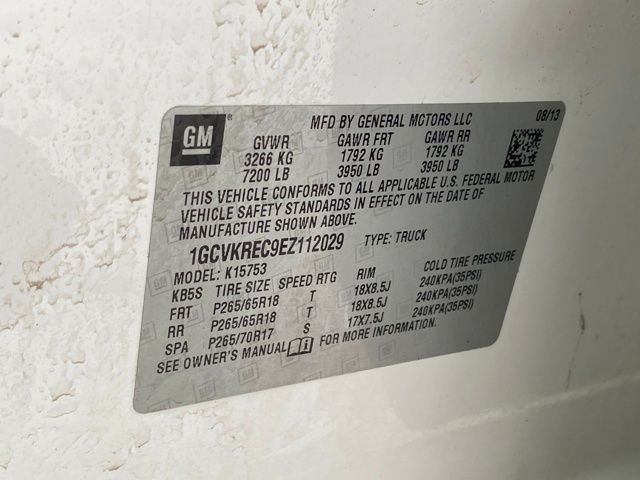 GM
MFD BY GENERAL MOTORS LLC 08/13
GVWR GAWR FRT GAWR RR
3266 KG 1792 KG 1792 KG
7200 LB 3950 LB 3950 LB
THIS VEHICLE CONFORMS TO ALL APPLICABLE U.S. FEDERAL MOTOR
VEHICLE SAFETY STANDARDS IN EFFECT ON THE DATE OF
MANUFACTURE SHOWN ABOVE.
1GCVKREC9EZ112029 TYPE: TRUCK
MODEL: K15753
KB5S TIRE SIZE SPEED RTG RIM COLD TIRE PRESSURE
FRT P265/65R18 T 18X8.5J 240KPA(35PSI)
RR P265/65R18 T 18X8.5J 240KPA(35PSI)
SPA P265/70R17 S 17X7.5J 240KPA(35PSI)
SEE OWNER'S MANUAL FOR MORE INFORMATION.